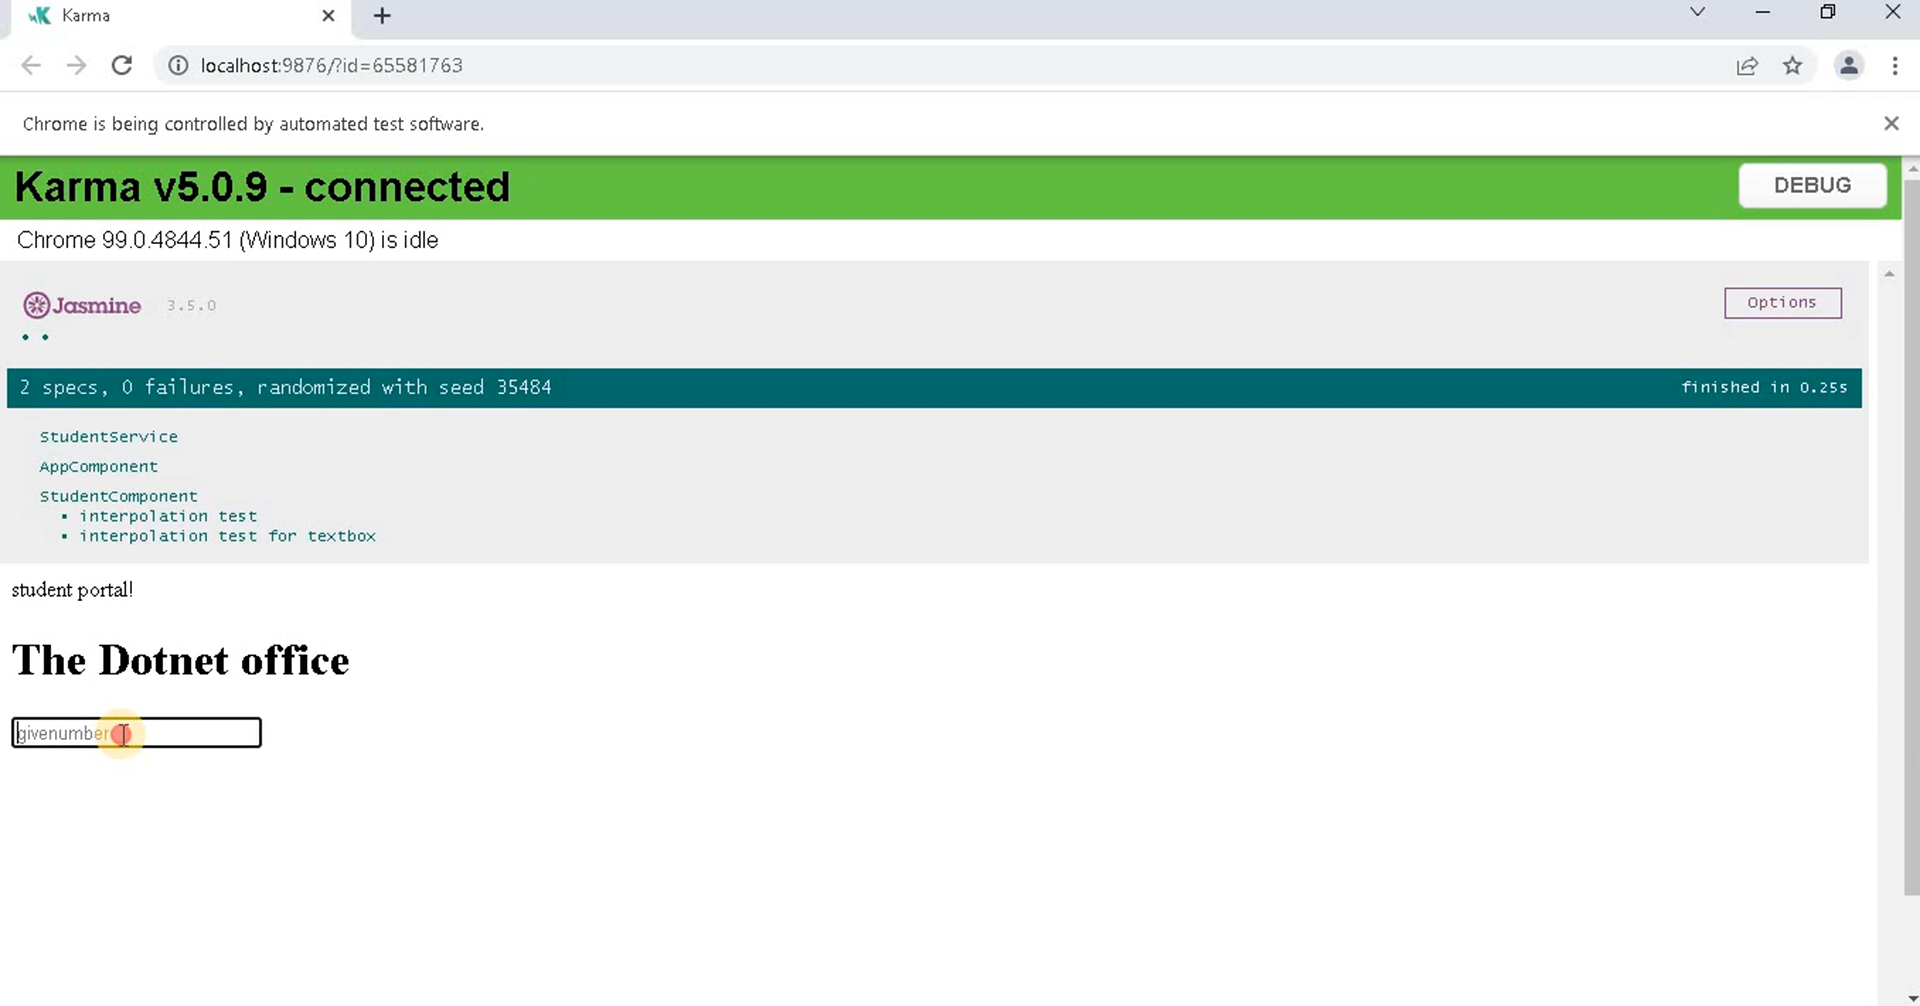 Karma
localhost:9876/?id=65581763
Chrome is being controlled by automated test software.
Karma v5.0.9 - connected
DEBUG
Chrome 99.0.4844.51 (Windows 10) is idle
Jasmine 3.5.0
Options
2 specs, 0 failures, randomized with seed 35484
finished in 0.25s
StudentService
AppComponent
StudentComponent
• interpolation test
• interpolation test for textbox
student portal!
The Dotnet office
givenumber